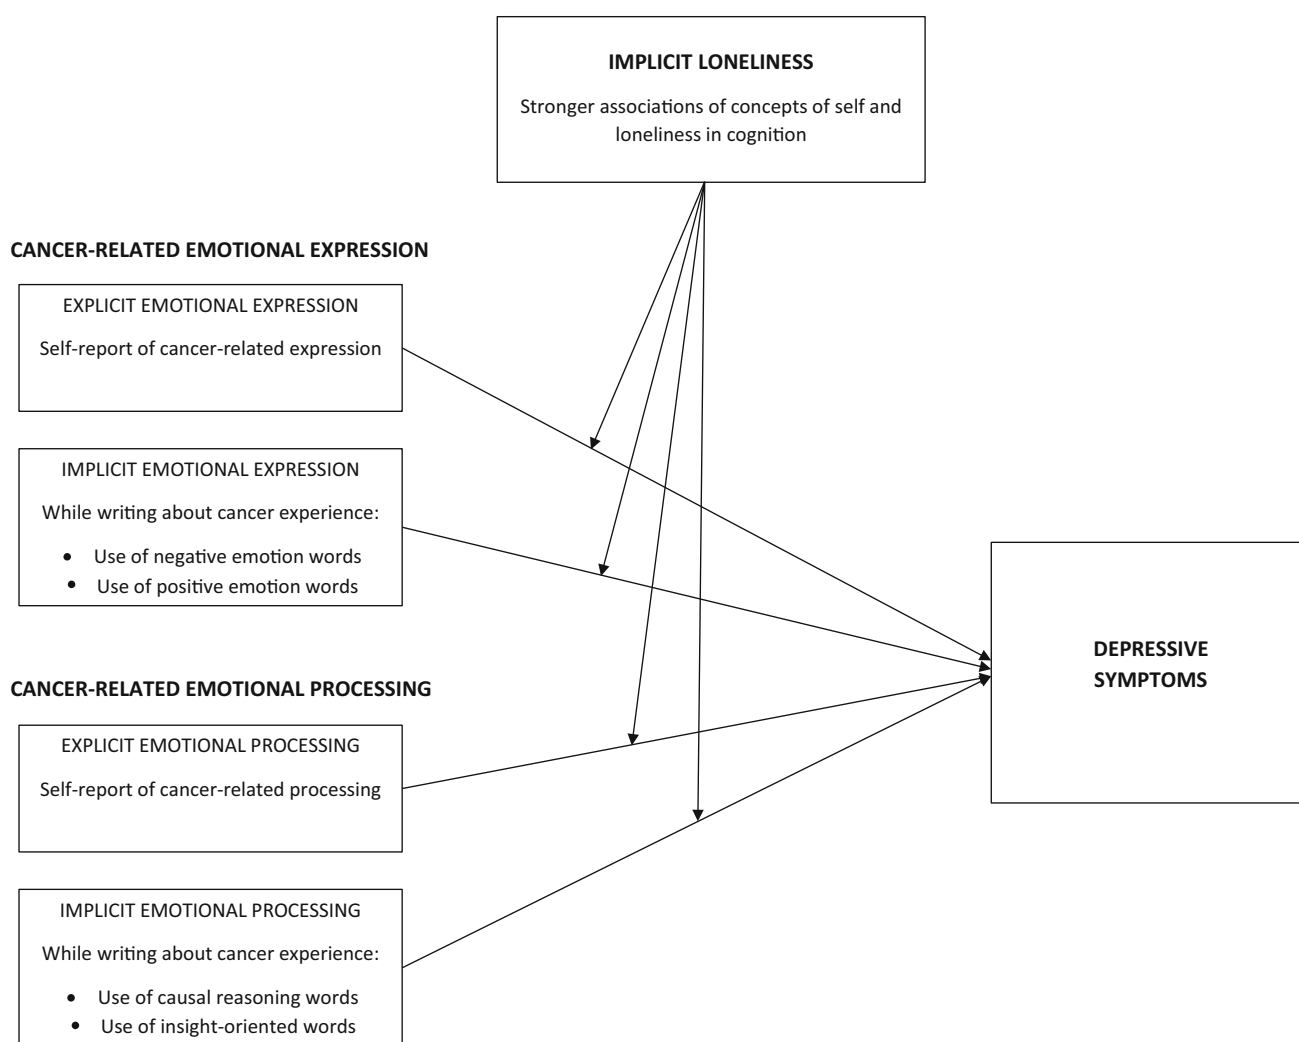 IMPLICIT LONELINESS
Stronger associations of concepts of self and
loneliness in cognition
CANCER-RELATED EMOTIONAL EXPRESSION
EXPLICIT EMOTIONAL EXPRESSION
Self-report of cancer-related expression
IMPLICIT EMOTIONAL EXPRESSION
While writing about cancer experience:
• Use of negative emotion words
• Use of positive emotion words
DEPRESSIVE
SYMPTOMS
CANCER-RELATED EMOTIONAL PROCESSING
EXPLICIT EMOTIONAL PROCESSING
Self-report of cancer-related processing
IMPLICIT EMOTIONAL PROCESSING
While writing about cancer experience:
• Use of causal reasoning words
• Use of insight-oriented words